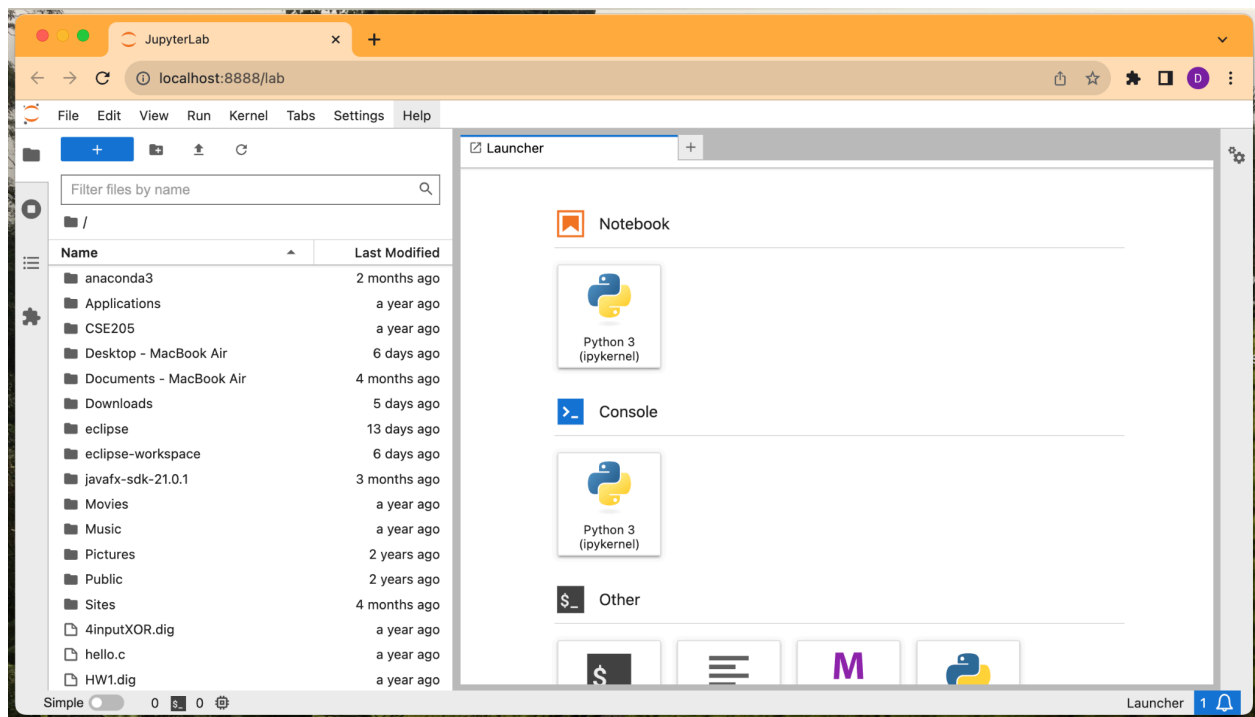 JupyterLab
localhost:8888/lab
D
File Edit View Run Kernel Tabs Settings Help
+
Filter files by name
/
Name Last Modified
anaconda3 2 months ago
Applications a year ago
CSE205 a year ago
Desktop - MacBook Air 6 days ago
Documents - MacBook Air 4 months ago
Downloads 5 days ago
eclipse 13 days ago
eclipse-workspace 6 days ago
javafx-sdk-21.0.1 3 months ago
Movies a year ago
Music a year ago
Pictures 2 years ago
Public 2 years ago
Sites 4 months ago
4inputXOR.dig a year ago
hello.c a year ago
HW1.dig a year ago
Launcher
Notebook
Python 3
(ipykernel)
Console
Python 3
(ipykernel)
$_ Other
$
M
Simple 0 $_ 0
Launcher 1